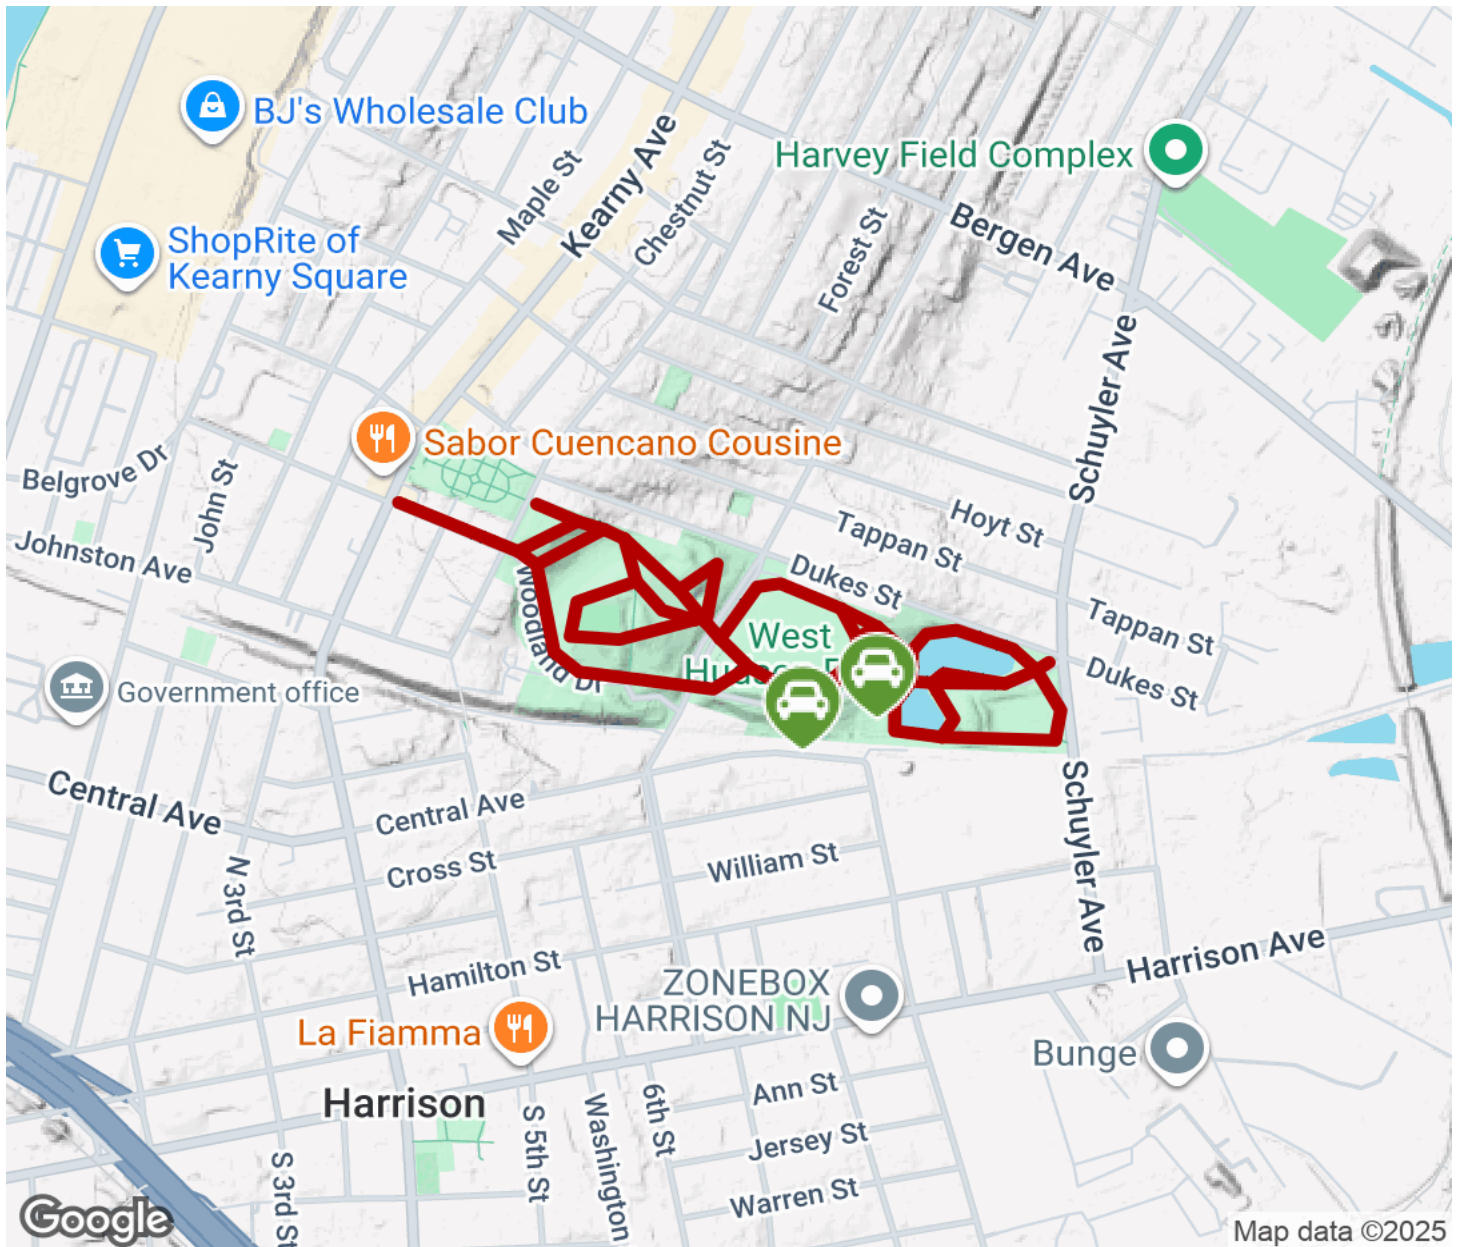 BJ's Wholesale Club
Harvey Field Complex
Maple St
Kearny Ave
Chestnut St
Forest St
Bergen Ave
ShopRite of
Kearny Square
Schuyler Ave
Sabor Cuencano Cousine
Belgrove Dr
John St
Johnston Ave
Hoyt St
Tappan St
Dukes St
Tappan St
Woodland Dr
West
Dukes St
Government office
Central Ave
Central Ave
Cross St
William St
Schuyler Ave
N 3rd St
Harrison Ave
Hamilton St
ZONEBOX
HARRISON NJ
La Fiamma
Bunge
Harrison
Ann St
S 5th St
Washington
6th St
Jersey St
S 3rd St
Warren St
Google
Map data ©2025